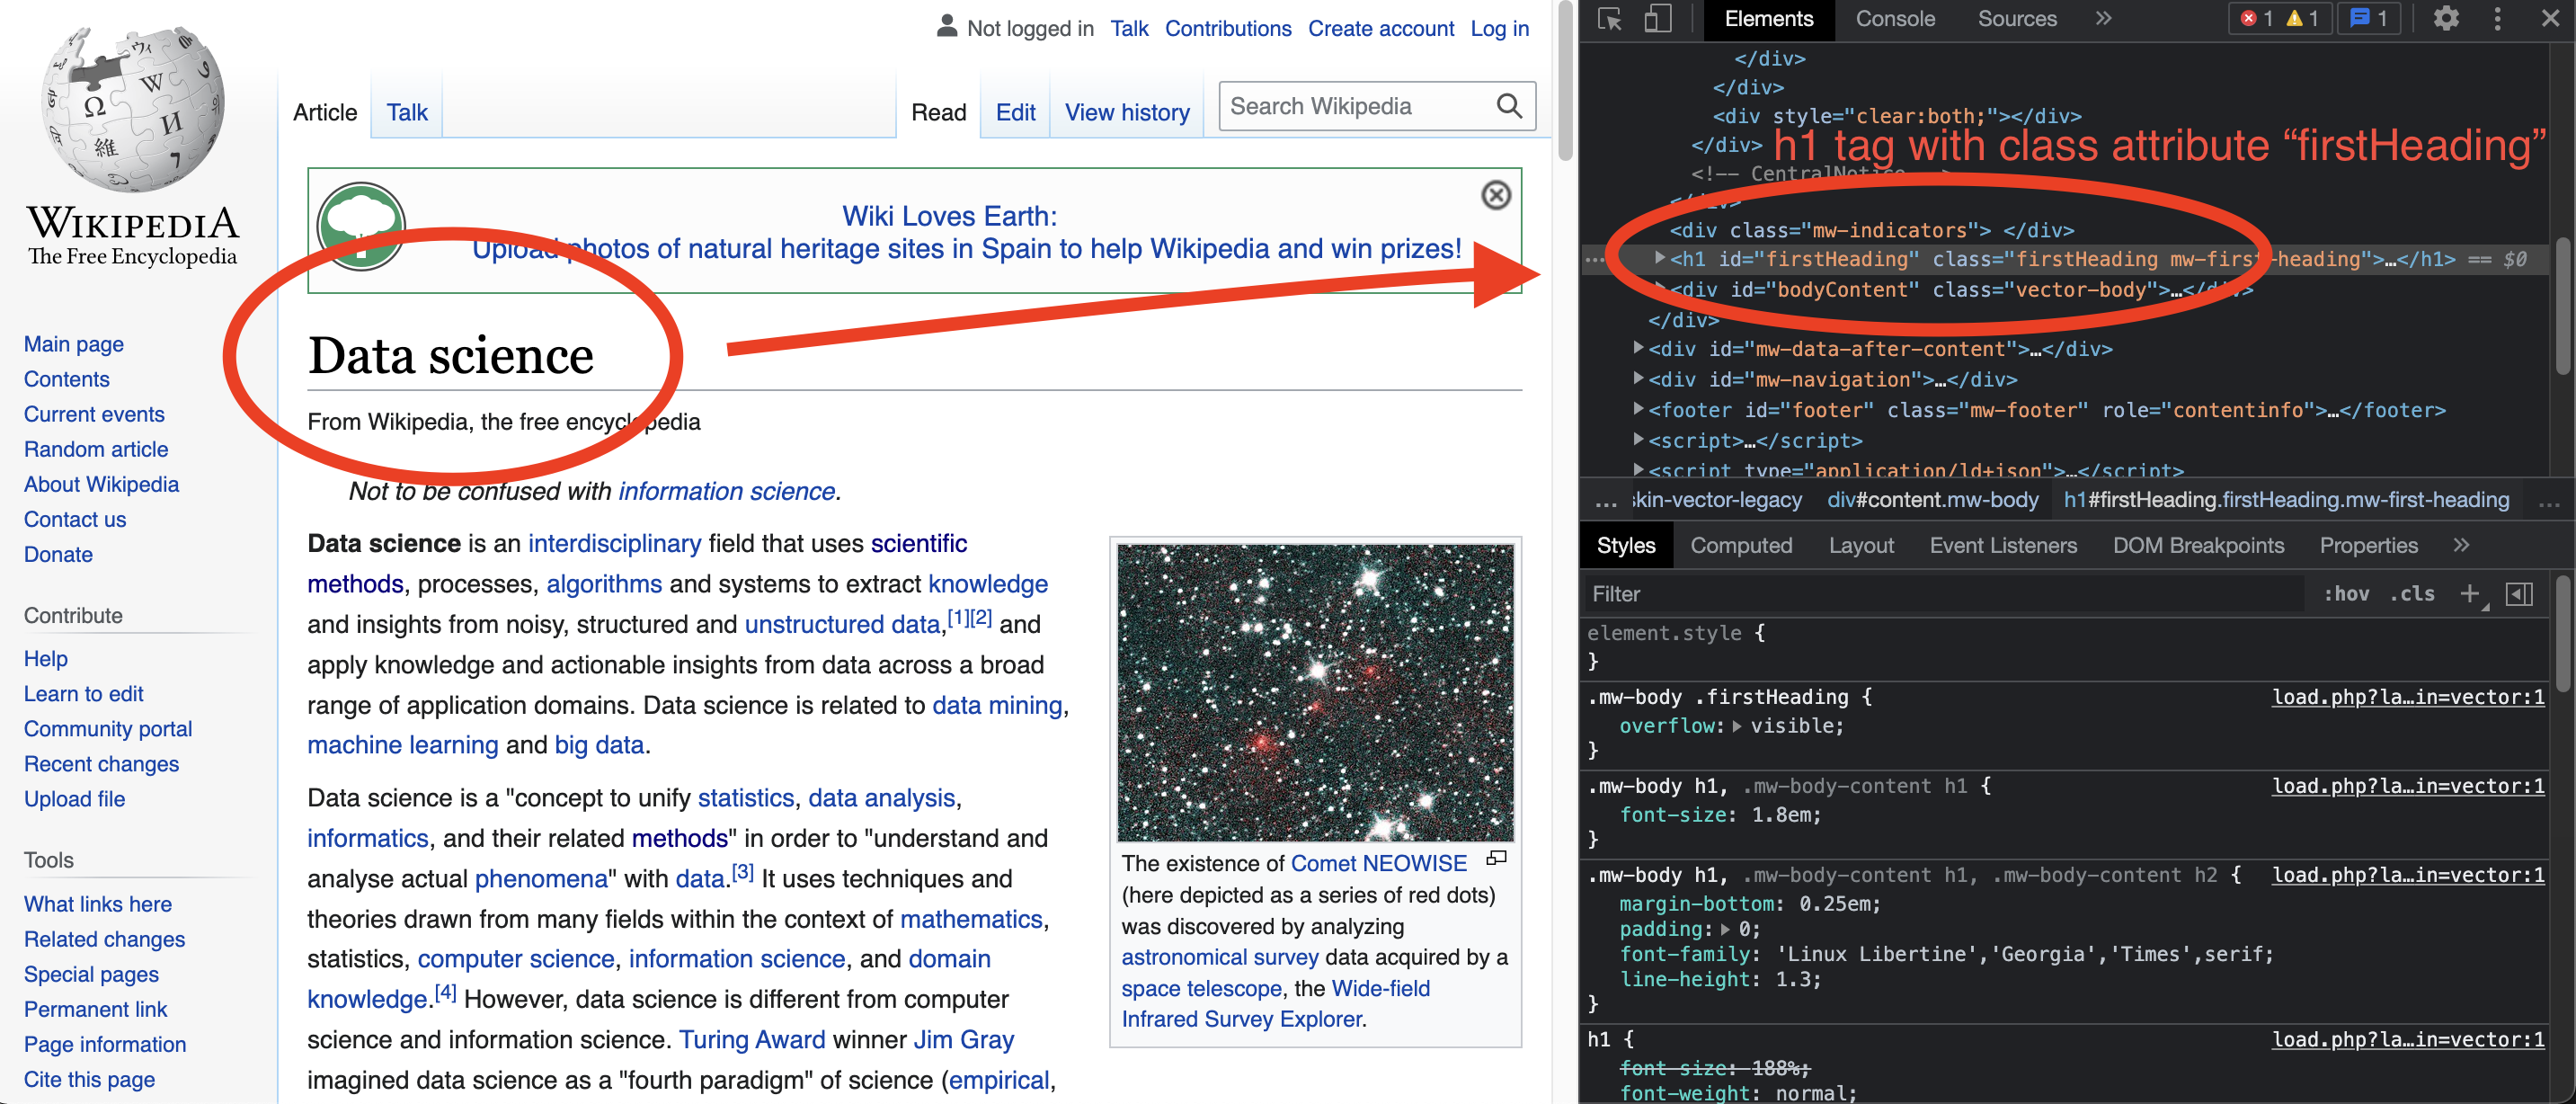 WIKIPEDIA
The Free Encyclopedia
Main page
Contents
Current events
Random article
About Wikipedia
Contact us
Donate
Contribute
Help
Learn to edit
Community portal
Recent changes
Upload file
Tools
What links here
Related changes
Special pages
Permanent link
Page information
Cite this page
Not logged in Talk Contributions Create account Log in
Article Talk Read Edit View history Search Wikipedia
Wiki Loves Earth:
Upload photos of natural heritage sites in Spain to help Wikipedia and win prizes!
Data science
From Wikipedia, the free encyclopedia
Not to be confused with information science.
Data science is an interdisciplinary field that uses scientific
methods, processes, algorithms and systems to extract knowledge
and insights from noisy, structured and unstructured data,[1][2] and
apply knowledge and actionable insights from data across a broad
range of application domains. Data science is related to data mining,
machine learning and big data.
Data science is a "concept to unify statistics, data analysis,
informatics, and their related methods" in order to "understand and
analyse actual phenomena" with data.[3] It uses techniques and
theories drawn from many fields within the context of mathematics,
statistics, computer science, information science, and domain
knowledge.[4] However, data science is different from computer
science and information science. Turing Award winner Jim Gray
imagined data science as a "fourth paradigm" of science (empirical,
The existence of Comet NEOWISE
(here depicted as a series of red dots)
was discovered by analyzing
astronomical survey data acquired by a
space telescope, the Wide-field
Infrared Survey Explorer.
Elements Console Sources » 1 1 1
</div>
</div>
<div style="clear:both;"></div>
</div>
h1 tag with class attribute “firstHeading”
<!-- CentralNotice -->
</div>
<div class="mw-indicators"> </div>
<h1 id="firstHeading" class="firstHeading mw-first-heading">…</h1> == $0
<div id="bodyContent" class="vector-body">…</div>
</div>
<div id="mw-data-after-content">…</div>
<div id="mw-navigation">…</div>
<footer id="footer" class="mw-footer" role="contentinfo">…</footer>
<script>…</script>
<script type="application/ld+json">…</script>
… skin-vector-legacy div#content.mw-body h1#firstHeading.firstHeading.mw-first-heading …
Styles Computed Layout Event Listeners DOM Breakpoints Properties »
Filter :hov .cls +
element.style {
}
.mw-body .firstHeading { load.php?la…in=vector:1
overflow: visible;
}
.mw-body h1, .mw-body-content h1 { load.php?la…in=vector:1
font-size: 1.8em;
}
.mw-body h1, .mw-body-content h1, .mw-body-content h2 { load.php?la…in=vector:1
margin-bottom: 0.25em;
padding: 0;
font-family: 'Linux Libertine','Georgia','Times',serif;
line-height: 1.3;
}
h1 { load.php?la…in=vector:1
font-size: 188%;
font-weight: normal;